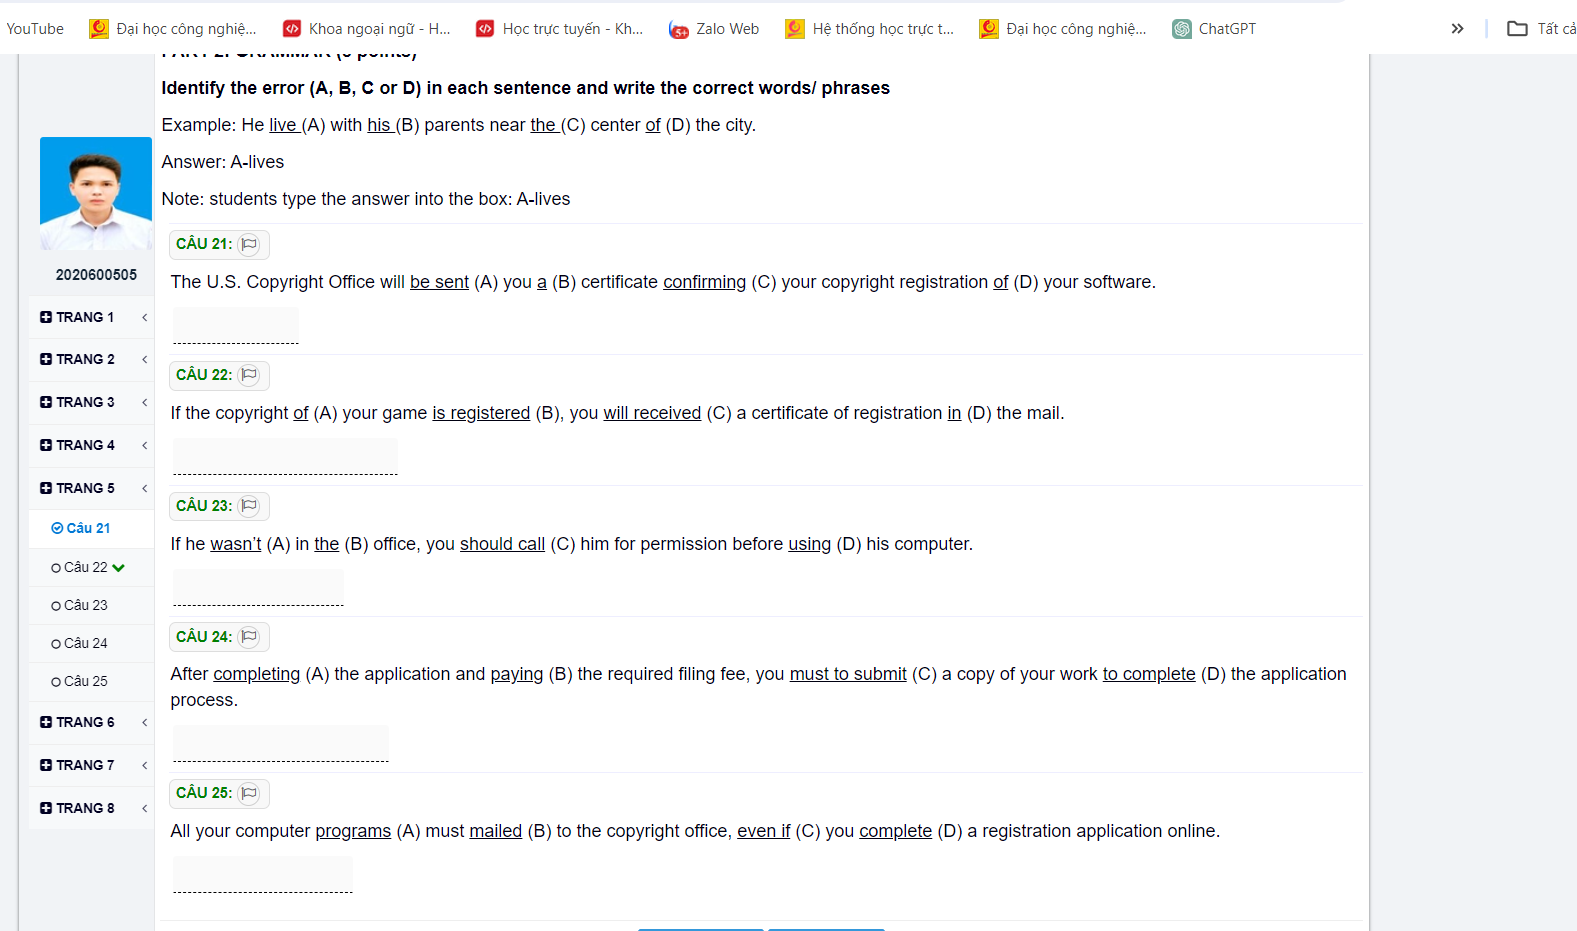 YouTube Đại học công nghiệ... Khoa ngoại ngữ - H... Học trực tuyến - Kh... 5+ Zalo Web Hệ thống học trực t... Đại học công nghiệ... ChatGPT » Tất cả
PART 2: GRAMMAR (5 points)
Identify the error (A, B, C or D) in each sentence and write the correct words/ phrases
Example: He live (A) with his (B) parents near the (C) center of (D) the city.
Answer: A-lives
Note: students type the answer into the box: A-lives
2020600505
TRANG 1
TRANG 2
TRANG 3
TRANG 4
TRANG 5
Câu 21
Câu 22
Câu 23
Câu 24
Câu 25
TRANG 6
TRANG 7
TRANG 8
CÂU 21:
The U.S. Copyright Office will be sent (A) you a (B) certificate confirming (C) your copyright registration of (D) your software.
CÂU 22:
If the copyright of (A) your game is registered (B), you will received (C) a certificate of registration in (D) the mail.
CÂU 23:
If he wasn't (A) in the (B) office, you should call (C) him for permission before using (D) his computer.
CÂU 24:
After completing (A) the application and paying (B) the required filing fee, you must to submit (C) a copy of your work to complete (D) the application
process.
CÂU 25:
All your computer programs (A) must mailed (B) to the copyright office, even if (C) you complete (D) a registration application online.